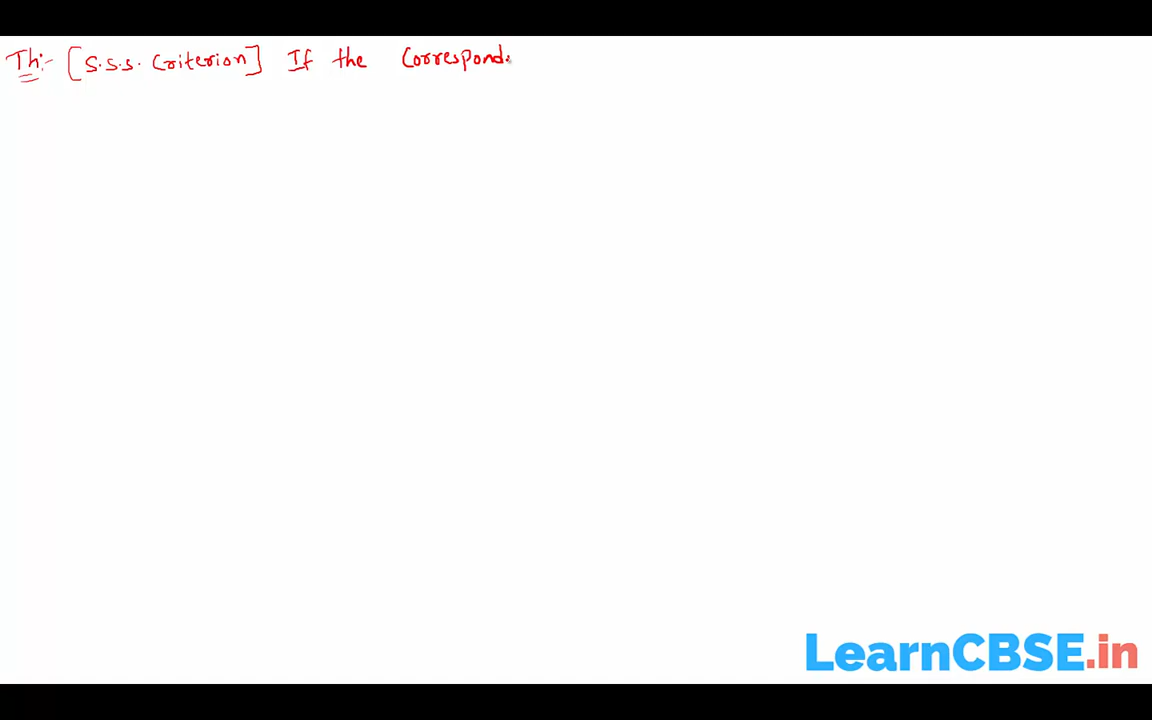 Th:- [S.S.S. Criterion] If the Correspond
LearnCBSE.in